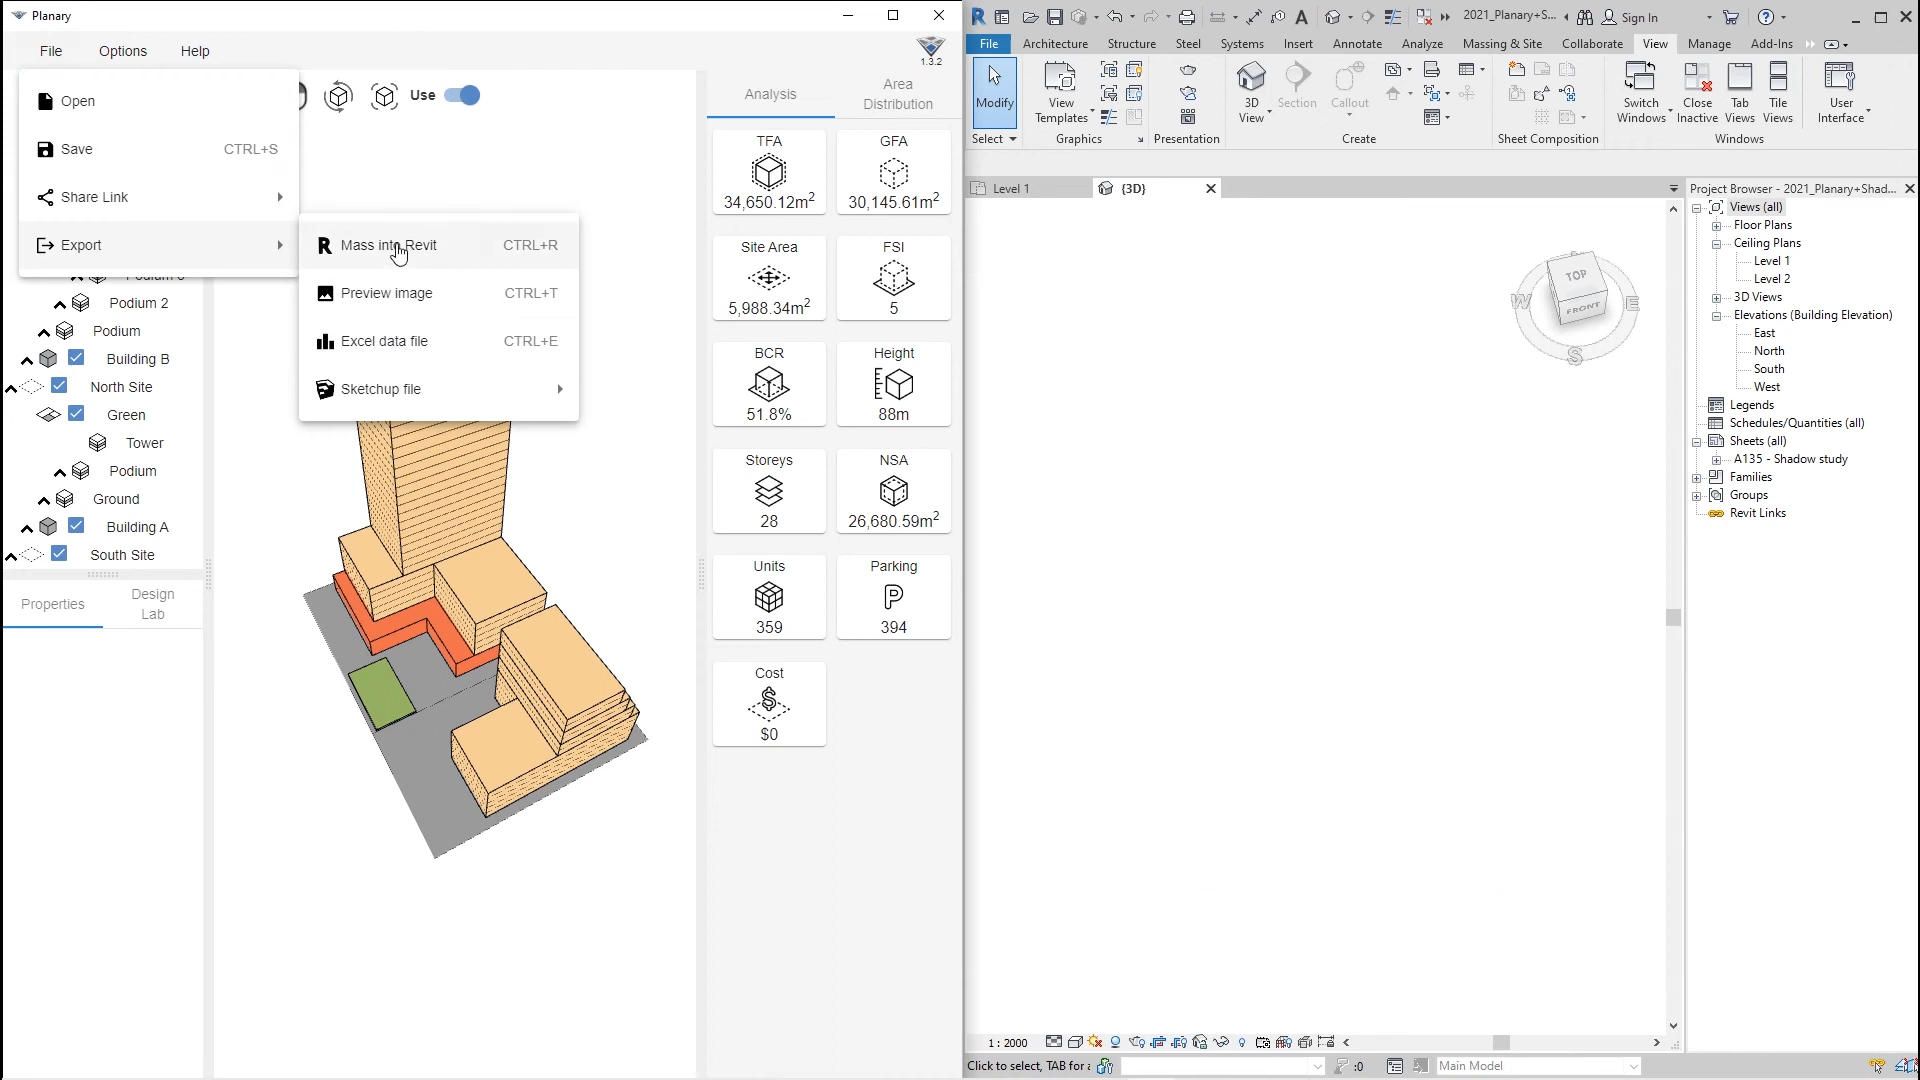 Planary
File Options Help
1.3.2
Open
Save CTRL+S
Share Link
Export
Use
Mass into Revit CTRL+R
Preview image CTRL+T
Excel data file CTRL+E
Sketchup file
Podium 2
Podium
Building B
North Site
Green
Tower
Podium
Ground
Building A
South Site
Properties
Design
Lab
Analysis
Area
Distribution
TFA
34,650.12m²
GFA
30,145.61m²
Site Area
5,988.34m²
FSI
5
BCR
51.8%
Height
88m
Storeys
28
NSA
26,680.59m²
Units
359
Parking
394
Cost
$0
2021_Planary+S... Sign In
File Architecture Structure Steel Systems Insert Annotate Analyze Massing & Site Collaborate View Manage Add-Ins
Modify
View
Templates
3D
View
Section
Callout
Switch
Windows
Close
Inactive
Tab
Views
Tile
Views
User
Interface
Select Graphics Presentation Create Sheet Composition Windows
Level 1 {3D}
TOP
FRONT
W E
S
Project Browser - 2021_Planary+Shad...
Views (all)
Floor Plans
Ceiling Plans
Level 1
Level 2
3D Views
Elevations (Building Elevation)
East
North
South
West
Legends
Schedules/Quantities (all)
Sheets (all)
A135 - Shadow study
Families
Groups
Revit Links
1 : 2000
Click to select, TAB for :0 Main Model